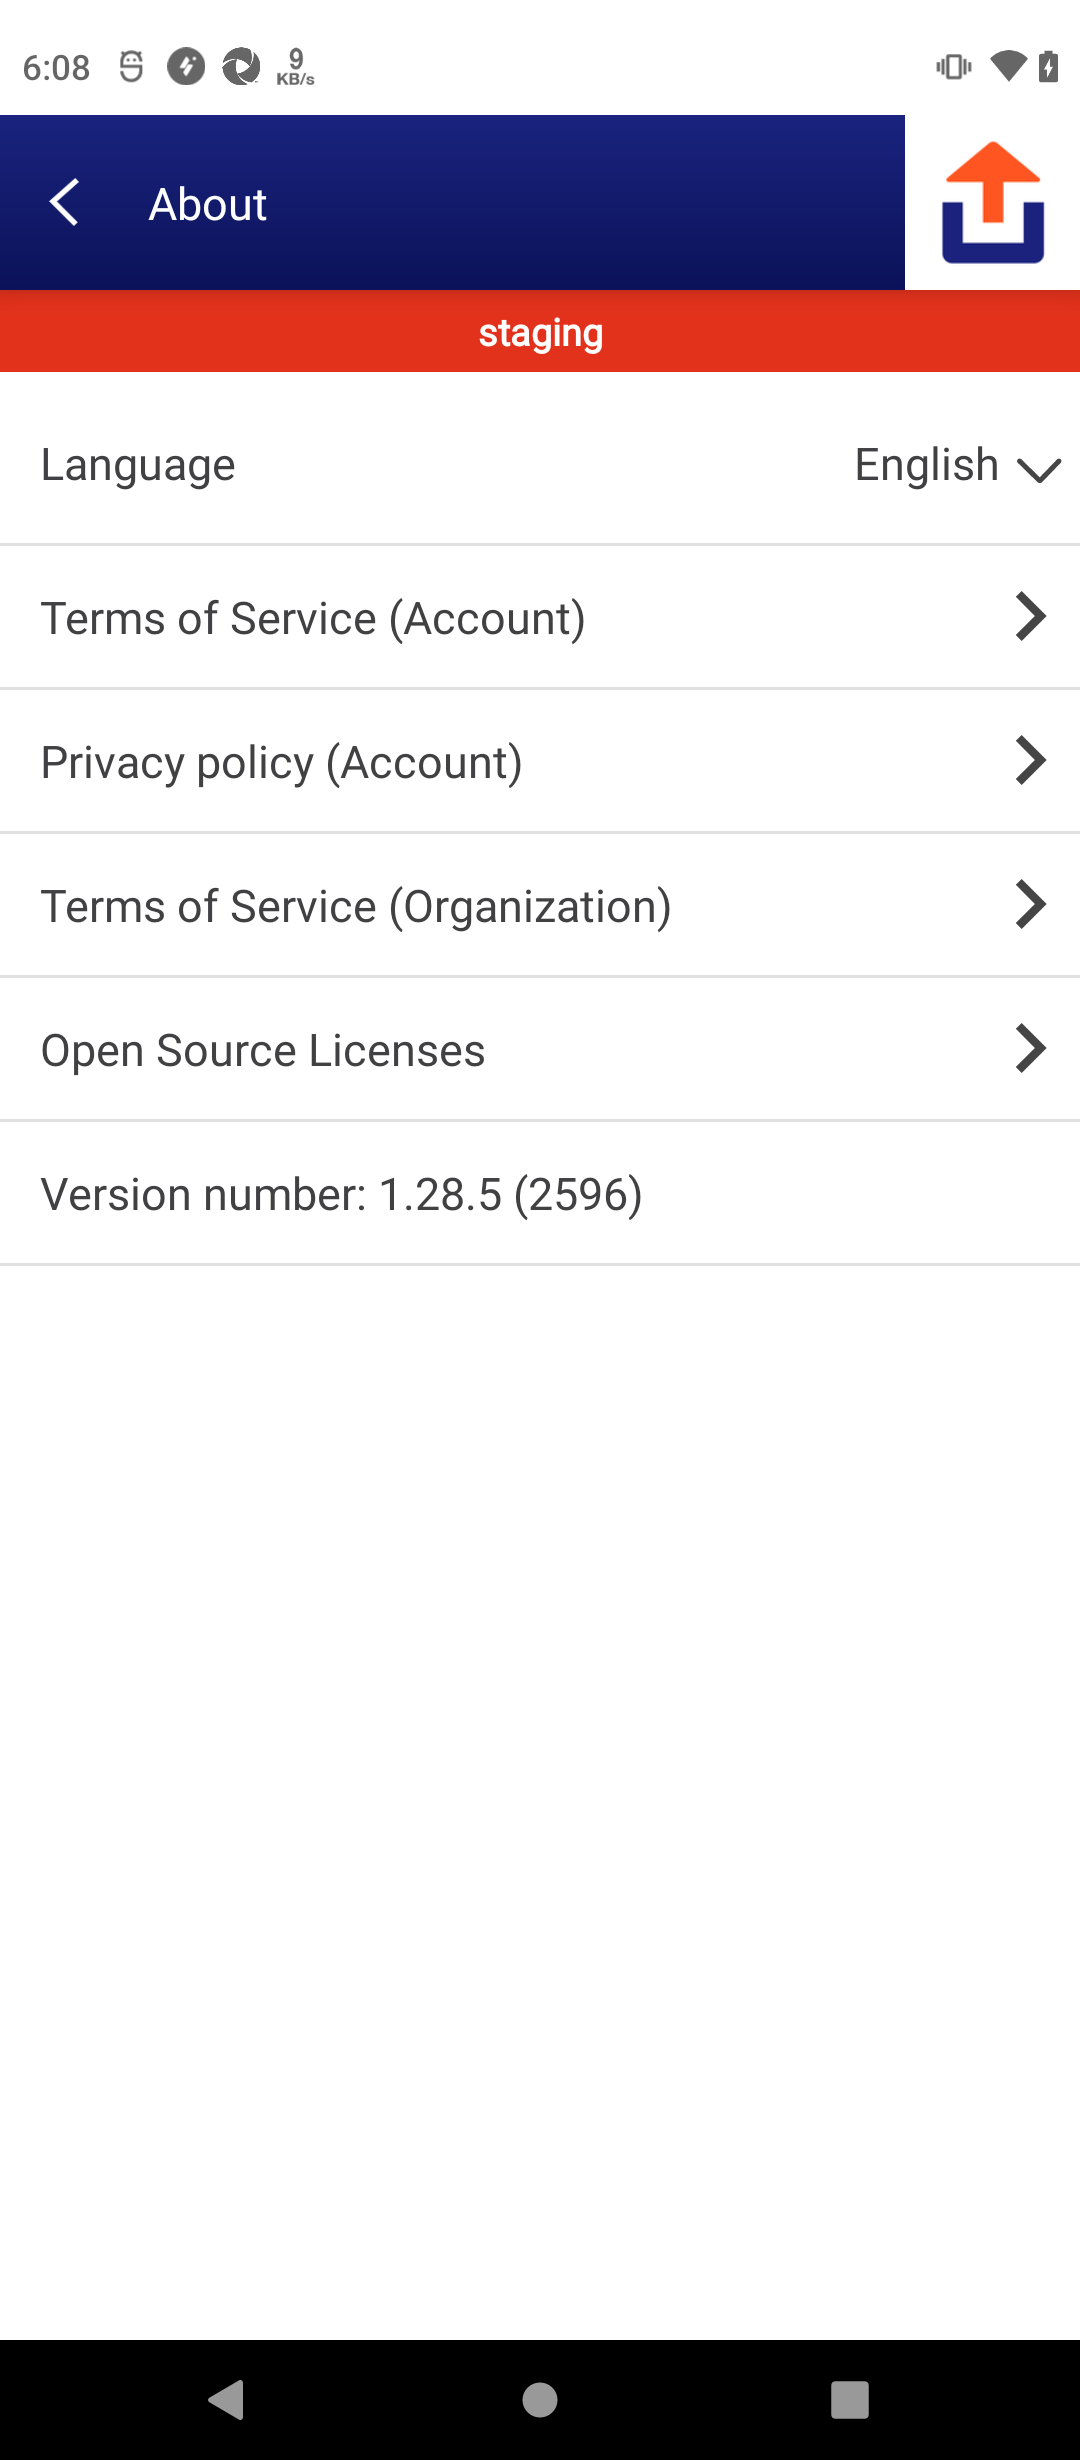 6:08
9
KB/s
About
staging
Language
English
Terms of Service (Account)
Privacy policy (Account)
Terms of Service (Organization)
Open Source Licenses
Version number: 1.28.5 (2596)